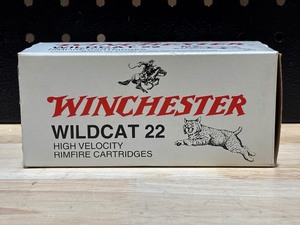 WINCHESTER
WILDCAT 22
HIGH VELOCITY
RIMFIRE CARTRIDGES